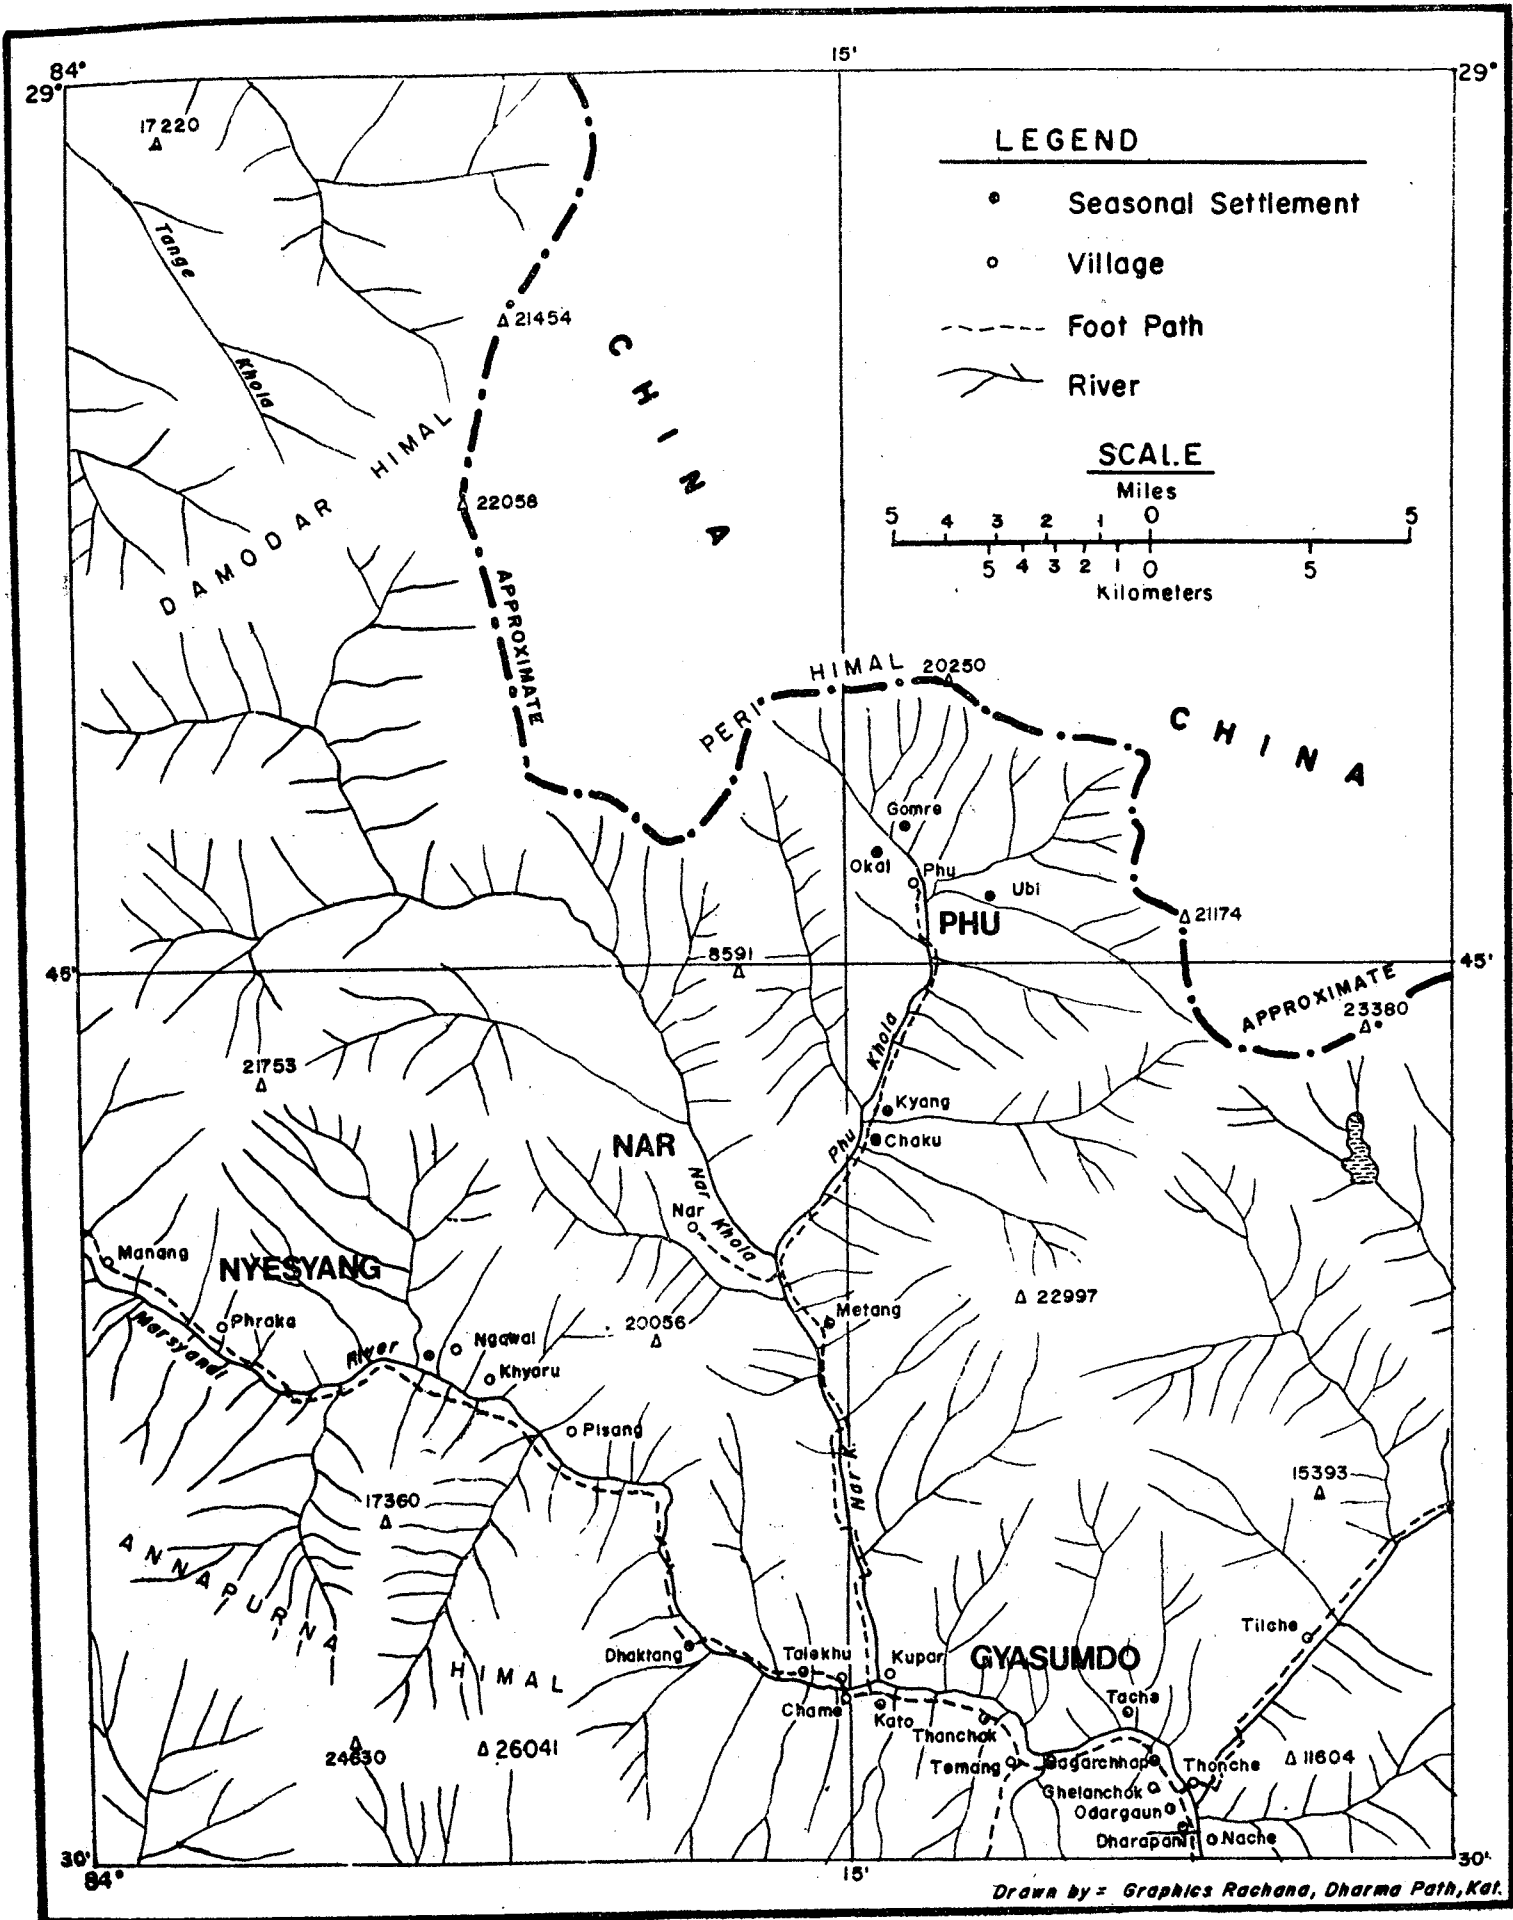 84°
15'
29°
29°
17220
LEGEND
Seasonal Settlement
Village
Foot Path
River
Tange
Khola
21454
CHINA
SCALE
Miles
5 4 3 2 1 0 5
5 4 3 2 1 0 5
Kilometers
DAMODAR HIMAL
22058
APPROXIMATE
PERI HIMAL
20250
CHINA
Gomre
Okal
Phu
Ubi
PHU
21174
8591
45'
45'
APPROXIMATE
23380
Phu Khola
21753
Kyang
Chaku
NAR
Nar Khola
Nar
Manang
NYESYANG
22997
Metang
Phraka
20056
Marsyandi River
Ngawal
Khyaru
Pisang
Nar K.
15393
17360
ANNAPURNA HIMAL
Tilche
Dhaktang
Talekhu
Kupar
GYASUMDO
Chame
Kato
Tache
Thanchok
24630
26041
Temang
Bagarchhap
Thonche
11604
Ghelanchok
Odargaun
Dharapani
Nache
30'
84°
15'
30'
Drawn by = Graphics Rachana, Dharma Path, Kat.